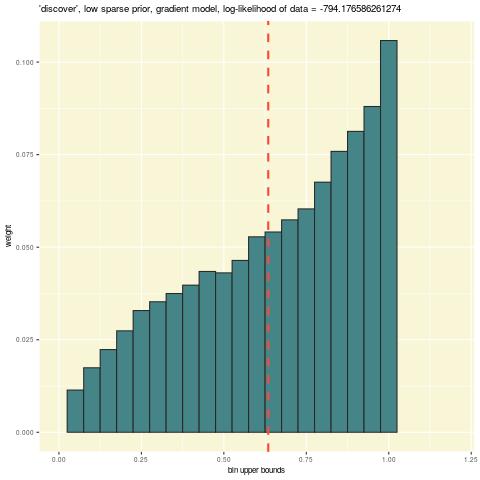 'discover', low sparse prior, gradient model, log-likelihood of data = -794.176586261274
0.100
0.075
weight
0.050
0.025
0.000
0.00 0.25 0.50 0.75 1.00 1.25
bin upper bounds